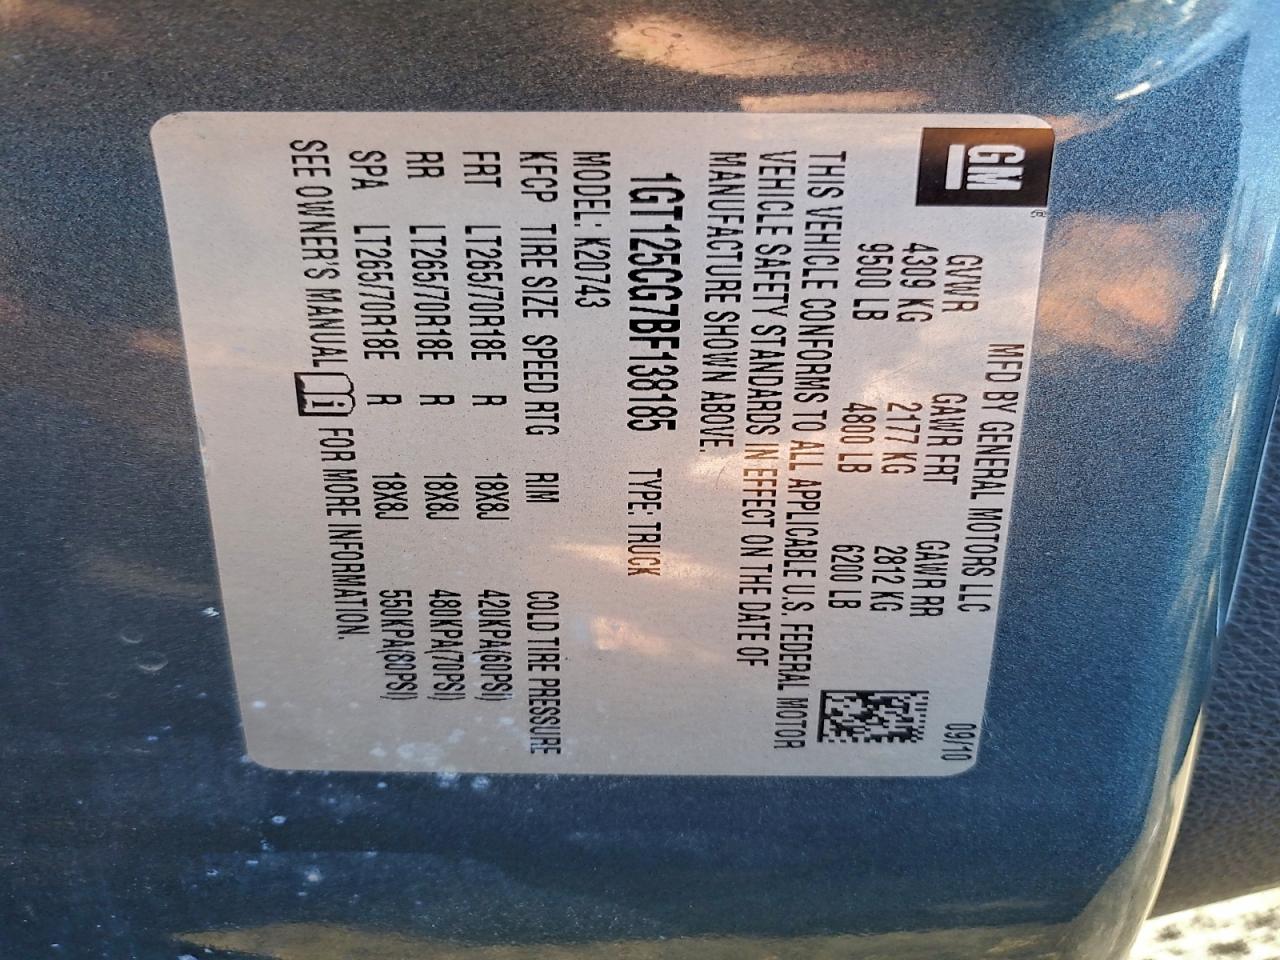 GM
MFD BY GENERAL MOTORS LLC 09/10
GVWR GAWR FRT GAWR RR
4309 KG 2177 KG 2812 KG
9500 LB 4800 LB 6200 LB
THIS VEHICLE CONFORMS TO ALL APPLICABLE U.S. FEDERAL MOTOR
VEHICLE SAFETY STANDARDS IN EFFECT ON THE DATE OF
MANUFACTURE SHOWN ABOVE.
1GT125CG7BF138185 TYPE: TRUCK
MODEL: K20743
KFCP TIRE SIZE SPEED RTG RIM COLD TIRE PRESSURE
FRT LT265/70R18E R 18X8J 420KPA(60PSI)
RR LT265/70R18E R 18X8J 480KPA(70PSI)
SPA LT265/70R18E R 18X8J 550KPA(80PSI)
SEE OWNER'S MANUAL i FOR MORE INFORMATION.